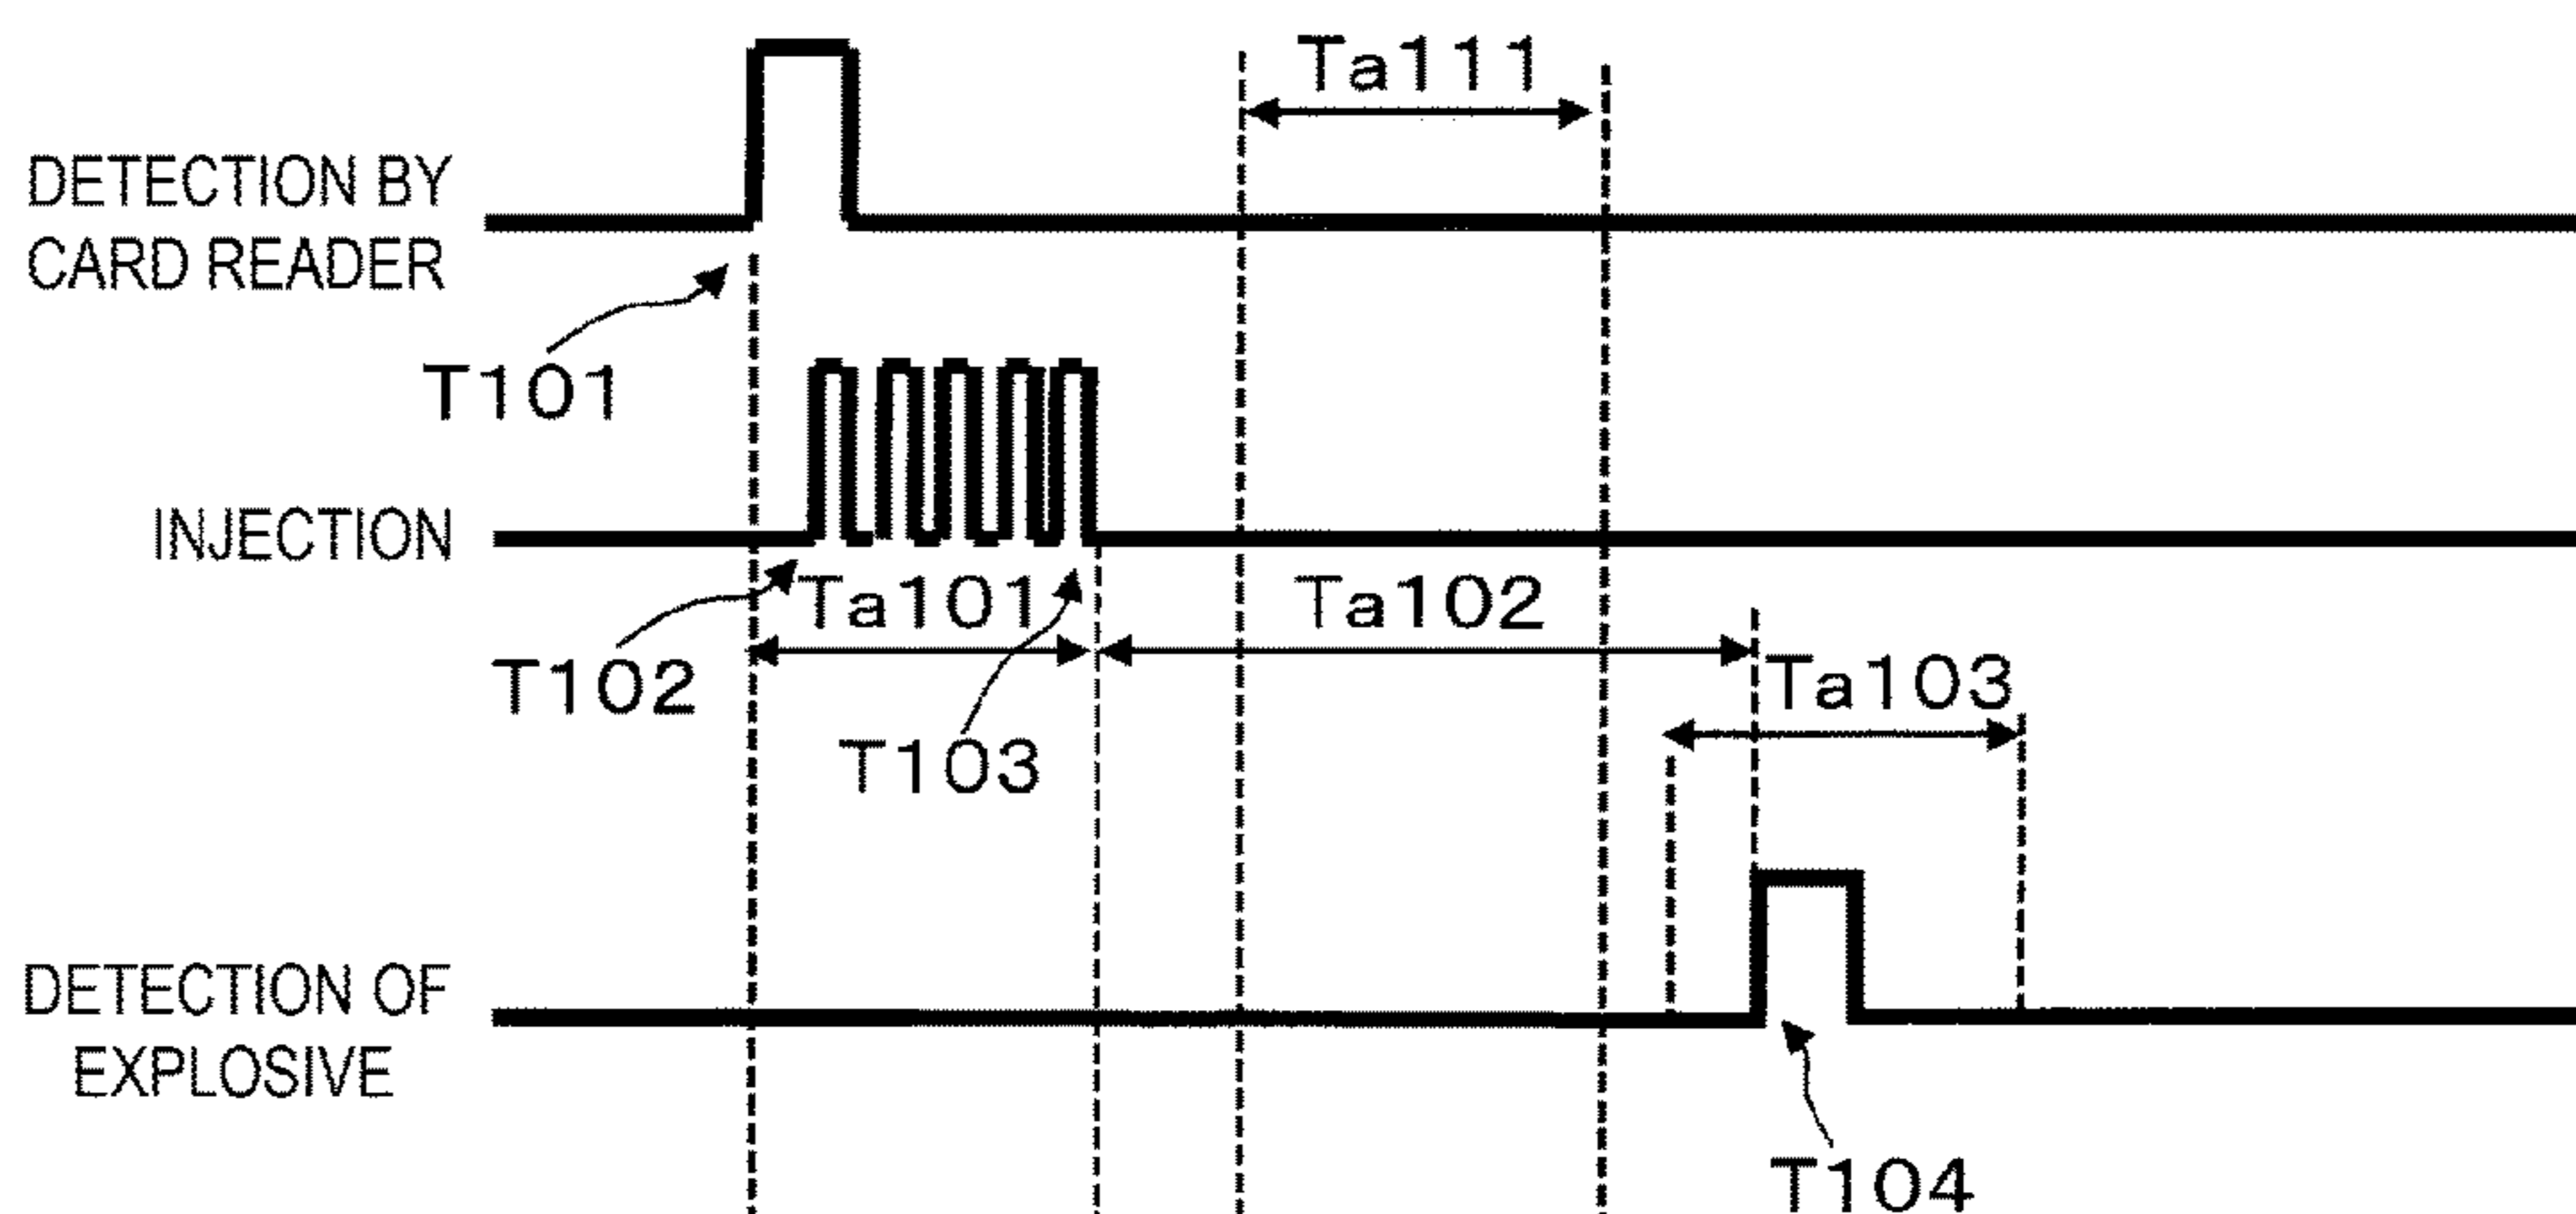 Ta111
DETECTION BY
CARD READER
T101
INJECTION
Ta101
Ta102
T102
Ta103
T103
DETECTION OF
EXPLOSIVE
T104